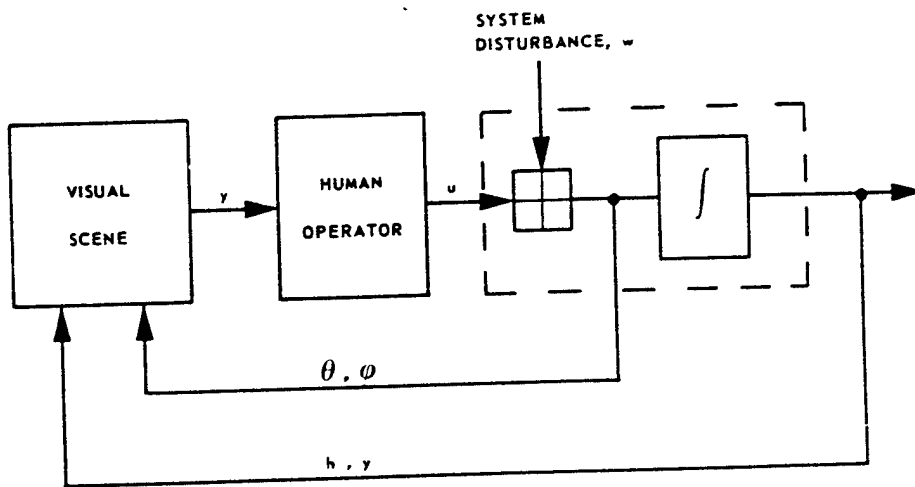 SYSTEM
DISTURBANCE, w
VISUAL
SCENE
y
HUMAN
OPERATOR
u
∫
θ, φ
h, y